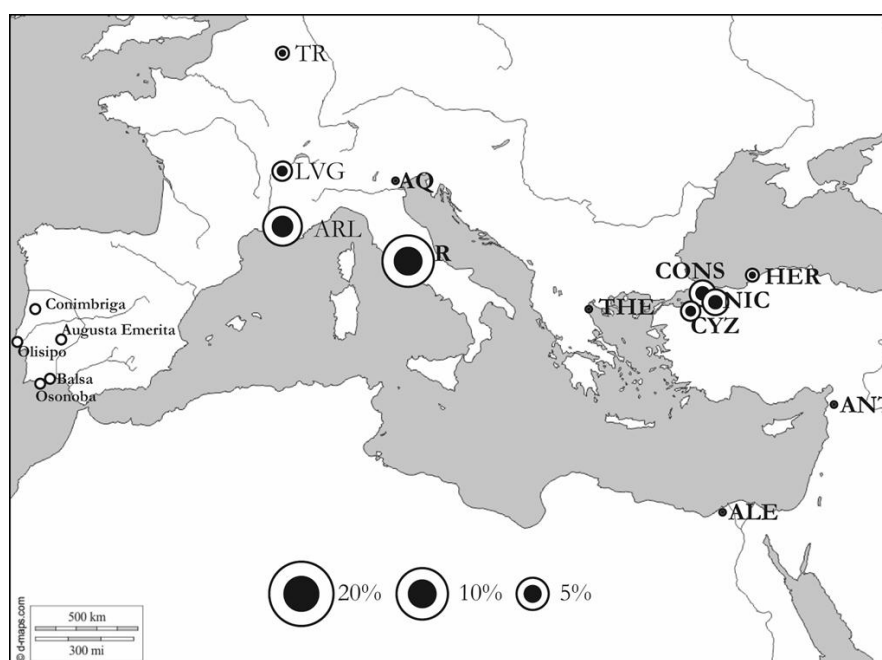 TR
LVG
AQ
ARL
R
CONS
HER
NIC
THE
CYZ
Conimbriga
Augusta Emerita
Olisipo
Balsa
Osonoba
ANT
ALE
20%
10%
5%
500 km
300 mi
© d-maps.com